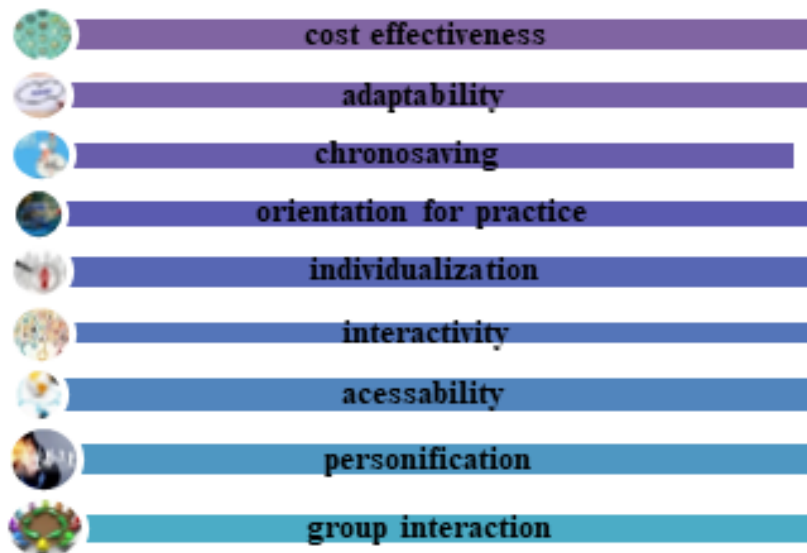 cost effectiveness
adaptability
chronosaving
orientation for practice
individualization
interactivity
acessability
personification
group interaction